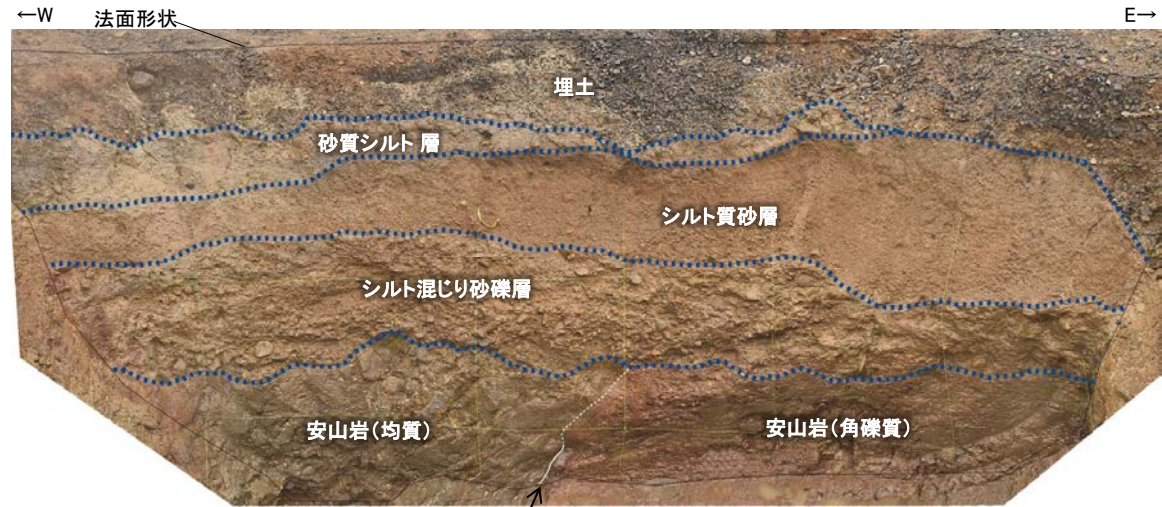 ←W
法面形状
E→
埋土
砂質シルト 層
シルト質砂層
シルト混じり砂礫層
安山岩(均質)
安山岩(角礫質)